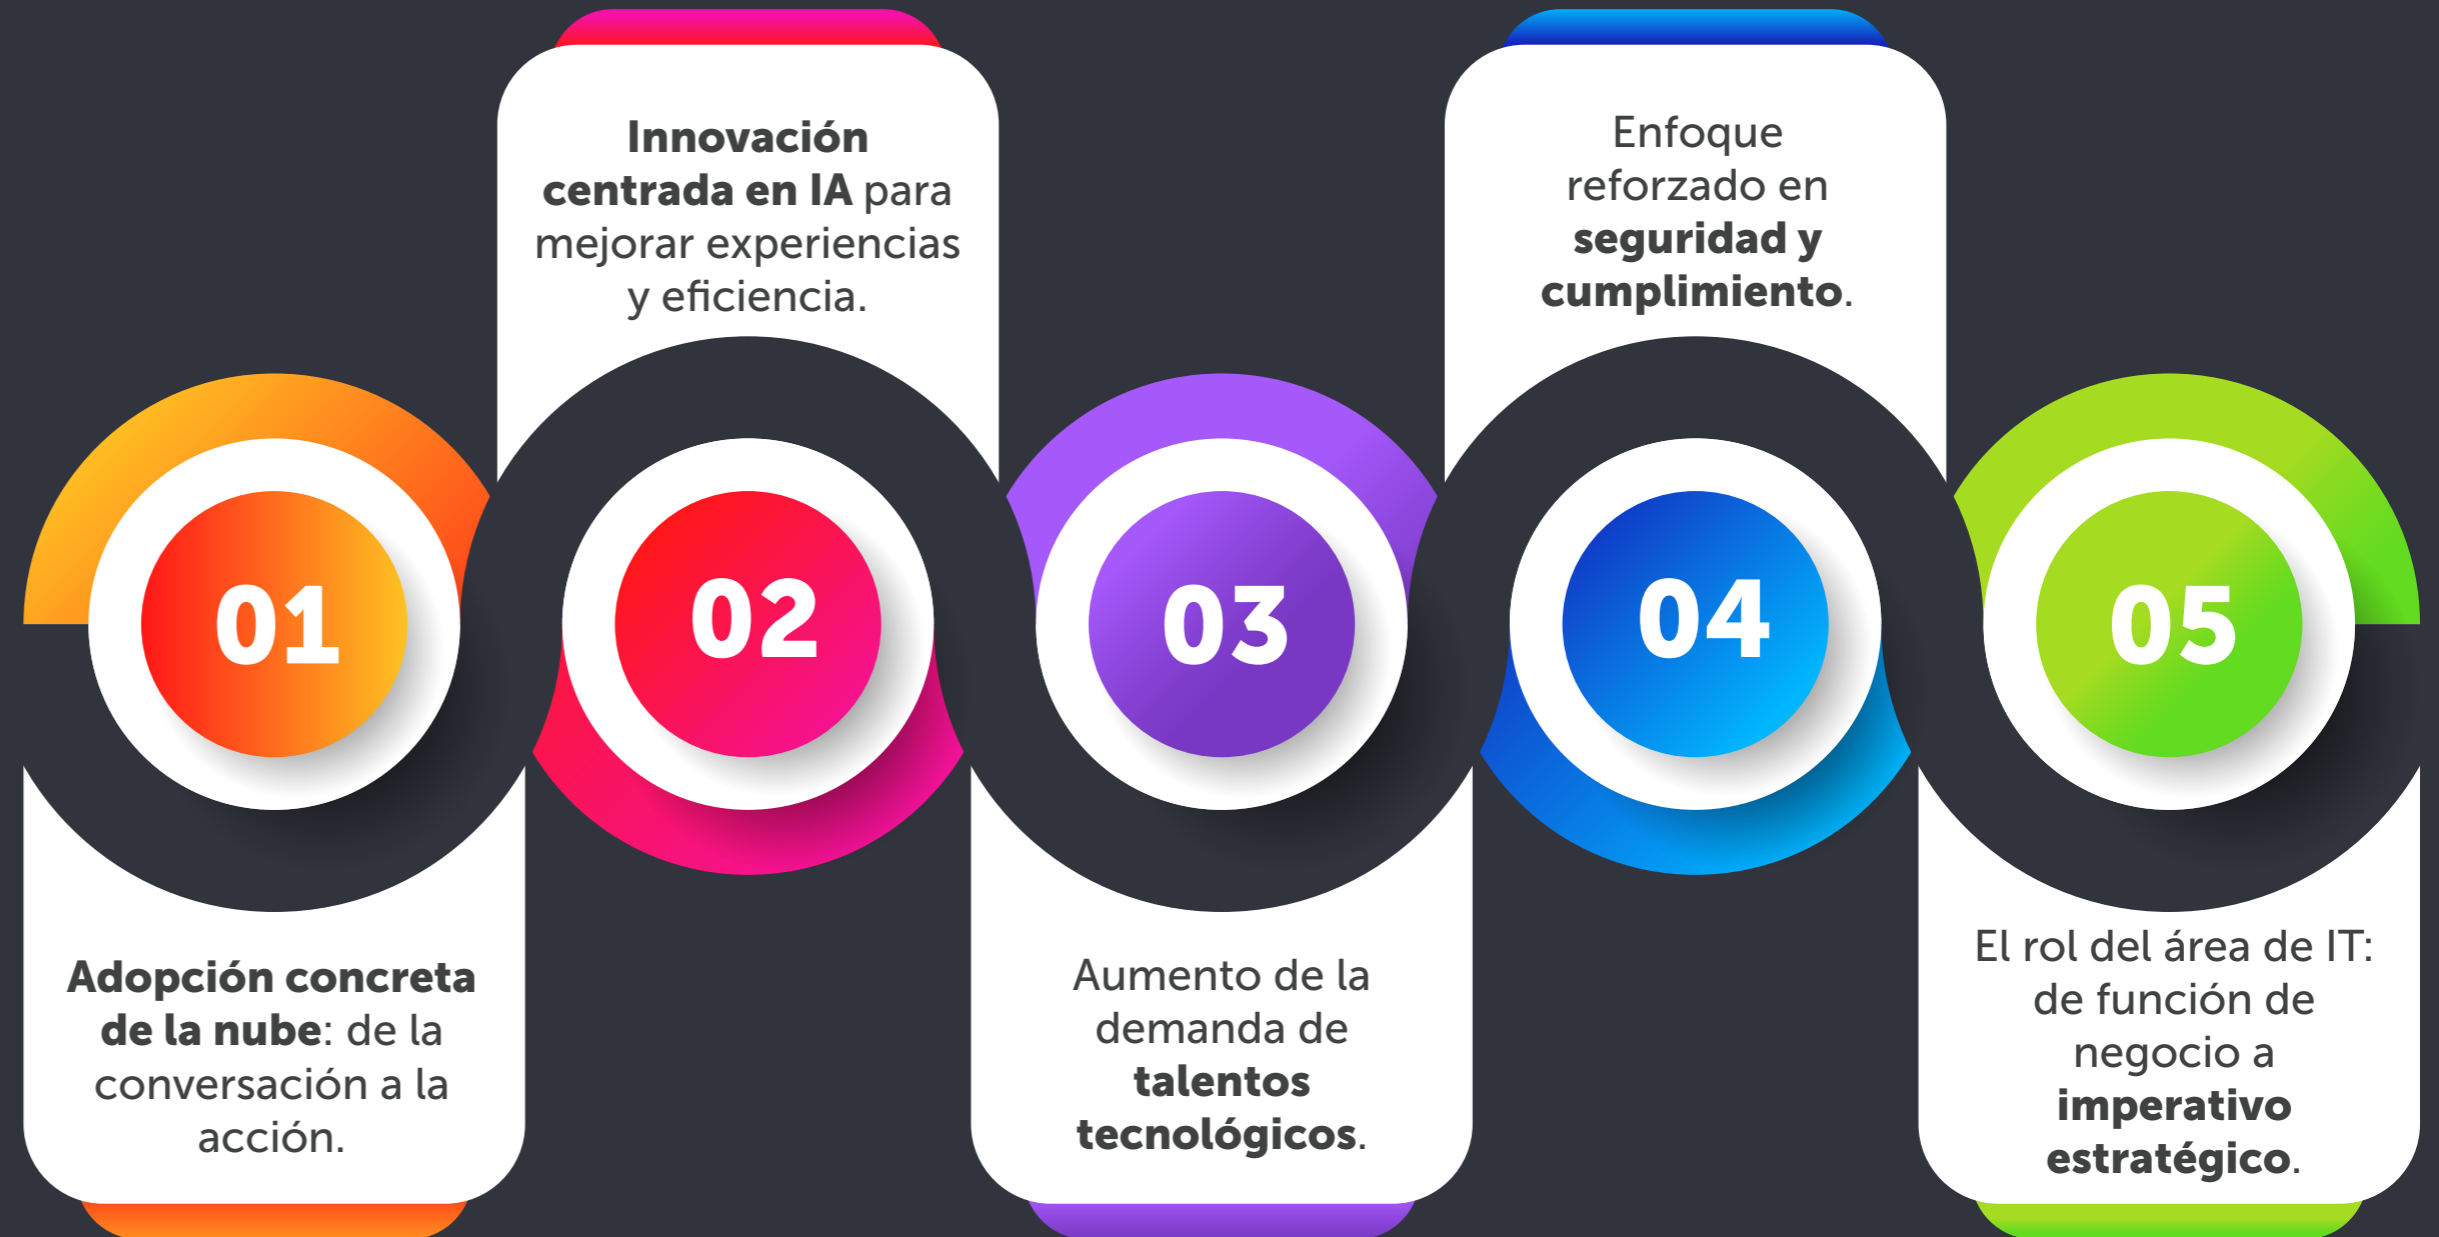 01
Adopción concreta
de la nube: de la
conversación a la
acción.
Innovación
centrada en IA para
mejorar experiencias
y eficiencia.
02
03
Aumento de la
demanda de
talentos
tecnológicos.
Enfoque
reforzado en
seguridad y
cumplimiento.
04
05
El rol del área de IT:
de función de
negocio a
imperativo
estratégico.